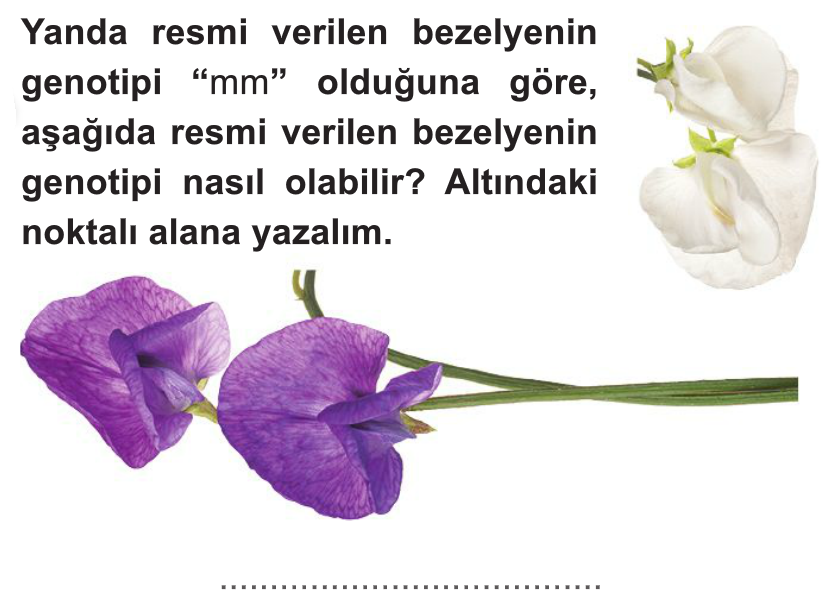 Yanda resmi verilen bezelyenin
genotipi “mm” olduğuna göre,
aşağıda resmi verilen bezelyenin
genotipi nasıl olabilir? Altındaki
noktalı alana yazalım.
......................................